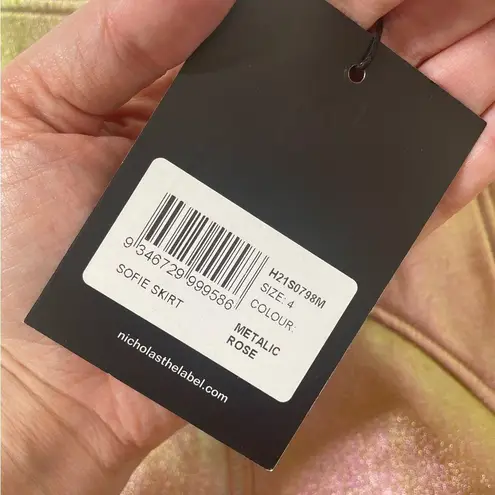 H21S0798M
SIZE: 4
COLOUR:
METALIC
ROSE
9 346729 999586
SOFIE SKIRT
nicholasthelabel.com